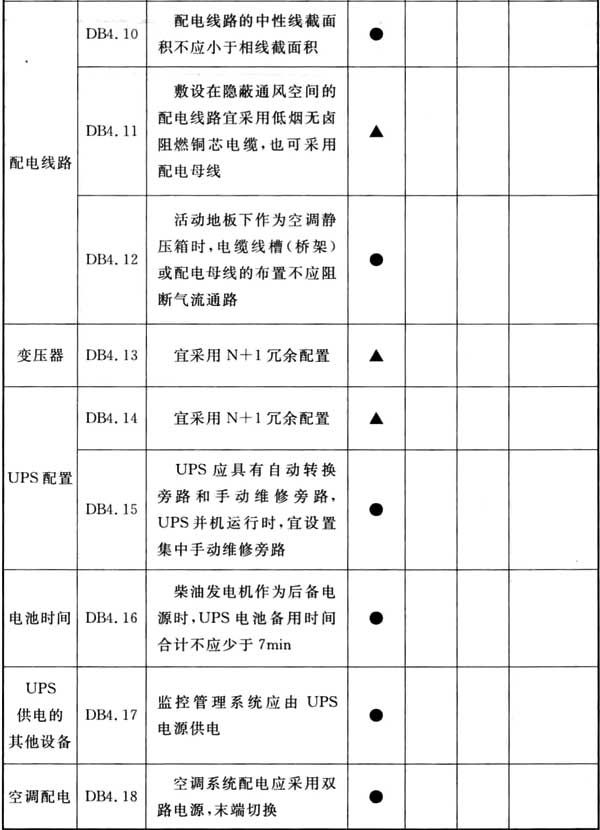 配电线路
DB4.10
配电线路的中性线截面
积不应小于相线截面积
●
DB4.11
敷设在隐蔽通风空间的
配电线路宜采用低烟无卤
阻燃铜芯电缆,也可采用
配电母线
▲
DB4.12
活动地板下作为空调静
压箱时,电缆线槽(桥架)
或配电母线的布置不应阻
断气流通路
●
变压器
DB4.13
宜采用 N+1 冗余配置
▲
UPS 配置
DB4.14
宜采用 N+1 冗余配置
▲
DB4.15
UPS 应具有自动转换
旁路和手动维修旁路,
UPS 并机运行时,宜设置
集中手动维修旁路
●
电池时间
DB4.16
柴油发电机作为后备电
源时,UPS 电池备用时间
合计不应少于 7min
●
UPS
供电的
其他设备
DB4.17
监控管理系统应由 UPS
电源供电
●
空调配电
DB4.18
空调系统配电应采用双
路电源,末端切换
●